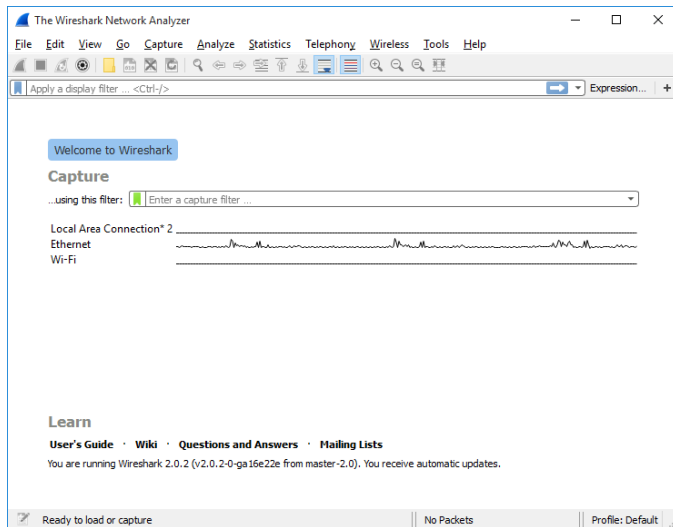 The Wireshark Network Analyzer
File Edit View Go Capture Analyze Statistics Telephony Wireless Tools Help
Apply a display filter ... <Ctrl-/> Expression... +
Welcome to Wireshark
Capture
...using this filter: Enter a capture filter ...
Local Area Connection* 2
Ethernet
Wi-Fi
Learn
User's Guide · Wiki · Questions and Answers · Mailing Lists
You are running Wireshark 2.0.2 (v2.0.2-0-ga16e22e from master-2.0). You receive automatic updates.
Ready to load or capture No Packets Profile: Default